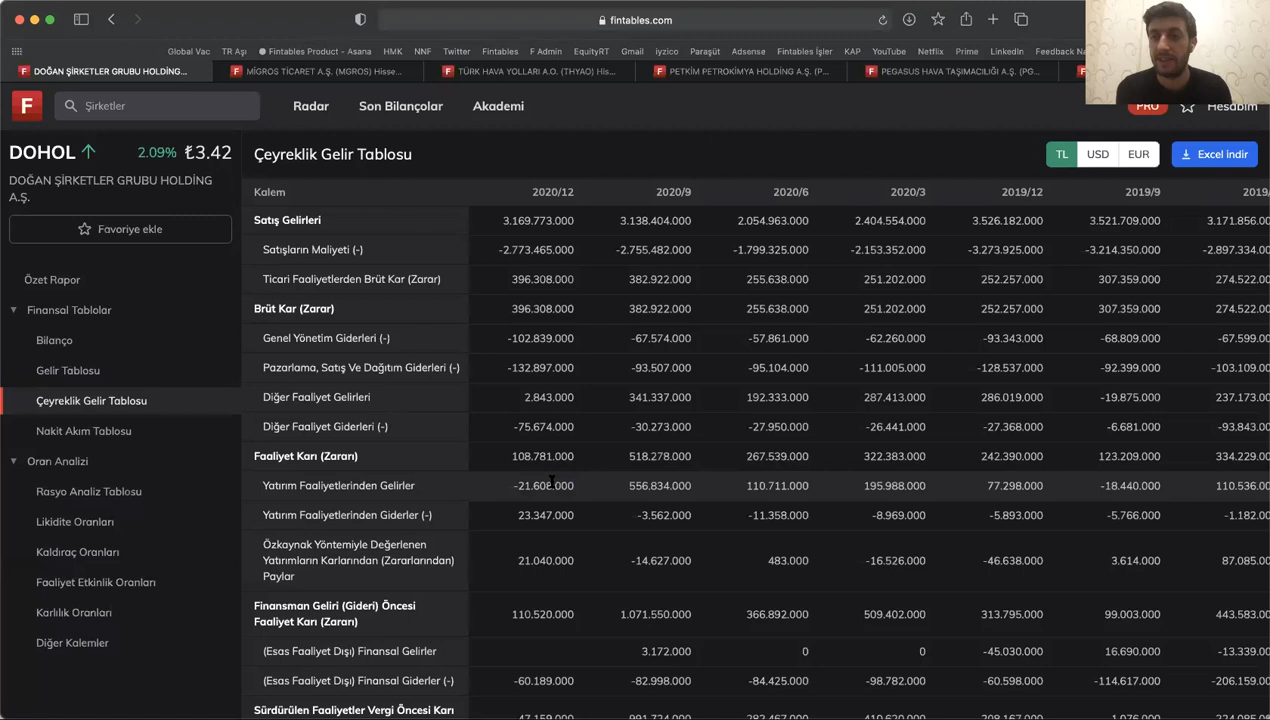 fintables.com
Global Vac TR Aşı Fintables Product - Asana HMK NNF Twitter Fintables F Admin EquityRT Gmail iyzico Paraşüt Adsense Fintables İşler KAP YouTube Netflix Prime LinkedIn Feedback
F DOĞAN ŞİRKETLER GRUBU HOLDİNG... F MİGROS TİCARET A.Ş. (MGROS) Hisse... F TÜRK HAVA YOLLARI A.O. (THYAO) His... F PETKİM PETROKİMYA HOLDİNG A.Ş. (P... F PEGASUS HAVA TAŞIMACILIĞI A.Ş. (PG...
F Şirketler Radar Son Bilançolar Akademi PRO Hesabım
DOHOL 2.09% ₺3.42
DOĞAN ŞİRKETLER GRUBU HOLDİNG
A.Ş.
Favoriye ekle
Özet Rapor
Finansal Tablolar
Bilanço
Gelir Tablosu
Çeyreklik Gelir Tablosu
Nakit Akım Tablosu
Oran Analizi
Rasyo Analiz Tablosu
Likidite Oranları
Kaldıraç Oranları
Faaliyet Etkinlik Oranları
Karlılık Oranları
Diğer Kalemler
Çeyreklik Gelir Tablosu TL USD EUR Excel indir
Kalem 2020/12 2020/9 2020/6 2020/3 2019/12 2019/9 2019/
Satış Gelirleri 3.169.773.000 3.138.404.000 2.054.963.000 2.404.554.000 3.526.182.000 3.521.709.000 3.171.856.00
Satışların Maliyeti (-) -2.773.465.000 -2.755.482.000 -1.799.325.000 -2.153.352.000 -3.273.925.000 -3.214.350.000 -2.897.334.00
Ticari Faaliyetlerden Brüt Kar (Zarar) 396.308.000 382.922.000 255.638.000 251.202.000 252.257.000 307.359.000 274.522.00
Brüt Kar (Zarar) 396.308.000 382.922.000 255.638.000 251.202.000 252.257.000 307.359.000 274.522.00
Genel Yönetim Giderleri (-) -102.839.000 -67.574.000 -57.861.000 -62.260.000 -93.343.000 -68.809.000 -67.599.00
Pazarlama, Satış Ve Dağıtım Giderleri (-) -132.897.000 -93.507.000 -95.104.000 -111.005.000 -128.537.000 -92.399.000 -103.109.00
Diğer Faaliyet Gelirleri 2.843.000 341.337.000 192.333.000 287.413.000 286.019.000 -19.875.000 237.173.00
Diğer Faaliyet Giderleri (-) -75.674.000 -30.273.000 -27.950.000 -26.441.000 -27.368.000 -6.681.000 -93.843.00
Faaliyet Karı (Zararı) 108.781.000 518.278.000 267.539.000 322.383.000 242.390.000 123.209.000 334.229.00
Yatırım Faaliyetlerinden Gelirler -21.608.000 556.834.000 110.711.000 195.988.000 77.298.000 -18.440.000 110.536.00
Yatırım Faaliyetlerinden Giderler (-) 23.347.000 -3.562.000 -11.358.000 -8.969.000 -5.893.000 -5.766.000 -1.182.00
Özkaynak Yöntemiyle Değerlenen
Yatırımların Karlarından (Zararlarından) 21.040.000 -14.627.000 483.000 -16.526.000 -46.638.000 3.614.000 87.085.00
Paylar
Finansman Geliri (Gideri) Öncesi
Faaliyet Karı (Zararı) 110.520.000 1.071.550.000 366.892.000 509.402.000 313.795.000 99.003.000 443.583.00
(Esas Faaliyet Dışı) Finansal Gelirler 3.172.000 0 0 -45.030.000 16.690.000 -13.339.00
(Esas Faaliyet Dışı) Finansal Giderler (-) -60.189.000 -82.998.000 -84.425.000 -98.782.000 -60.598.000 -114.617.000 -206.159.00
Sürdürülen Faaliyetler Vergi Öncesi Karı